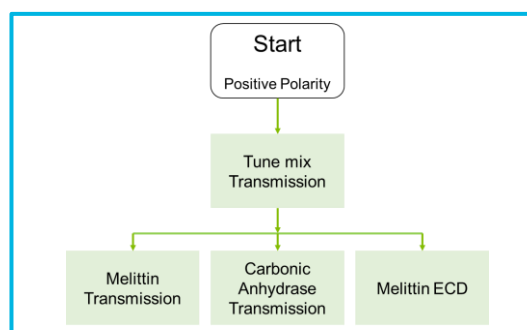 Start
Positive Polarity
Tune mix
Transmission
Melittin
Transmission
Carbonic
Anhydrase
Transmission
Melittin ECD